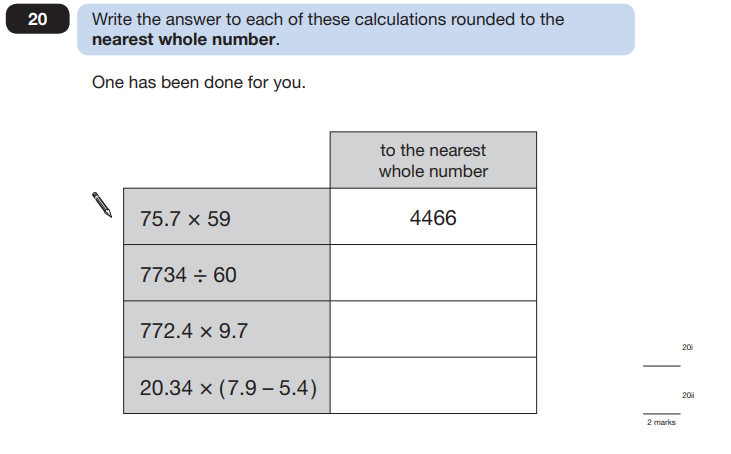 20
Write the answer to each of these calculations rounded to the
nearest whole number.
One has been done for you.
to the nearest
whole number
75.7 × 59
4466
7734 ÷ 60
772.4 × 9.7
20.34 × (7.9 – 5.4)
20i
20ii
2 marks